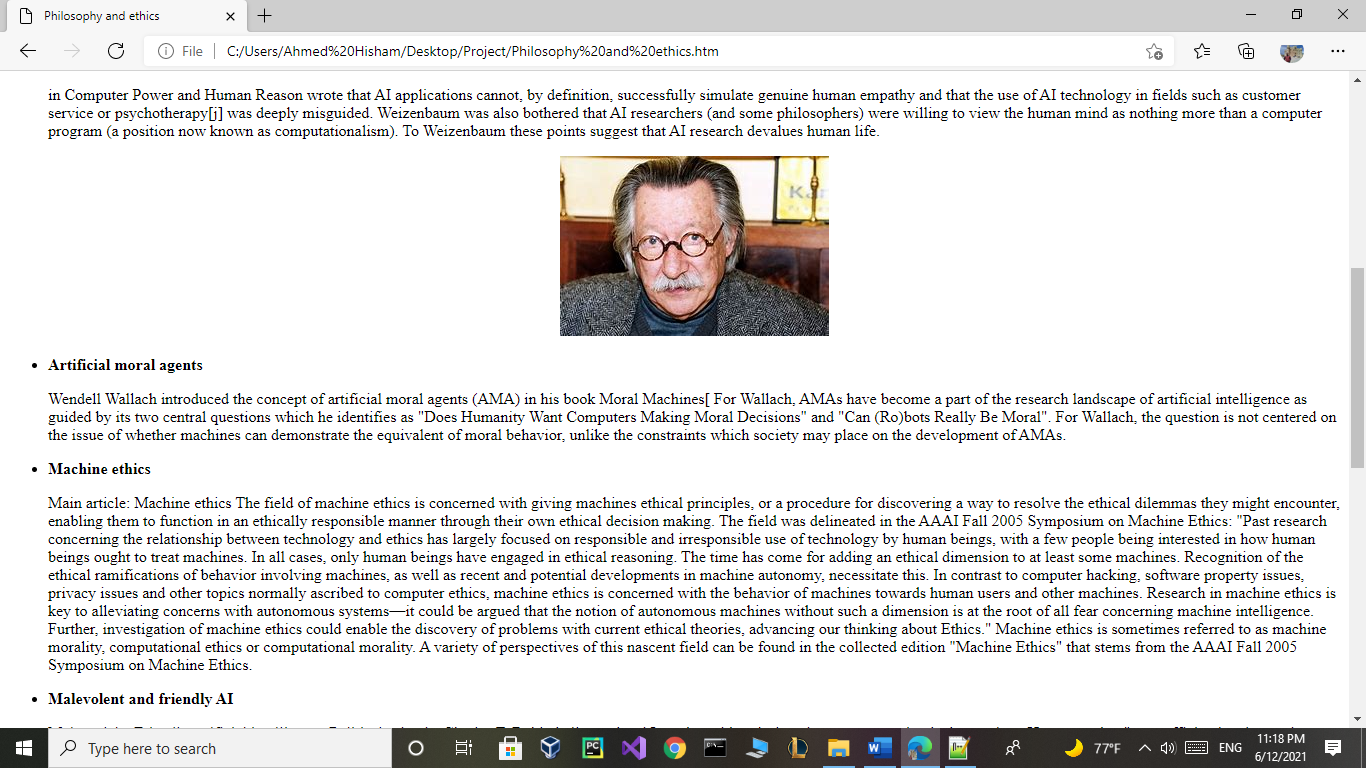 Philosophy and ethics
File
C:/Users/Ahmed%20Hisham/Desktop/Project/Philosophy%20and%20ethics.htm
in Computer Power and Human Reason wrote that AI applications cannot, by definition, successfully simulate genuine human empathy and that the use of AI technology in fields such as customer
service or psychotherapy[j] was deeply misguided. Weizenbaum was also bothered that AI researchers (and some philosophers) were willing to view the human mind as nothing more than a computer
program (a position now known as computationalism). To Weizenbaum these points suggest that AI research devalues human life.
Ka
• Artificial moral agents
Wendell Wallach introduced the concept of artificial moral agents (AMA) in his book Moral Machines[ For Wallach, AMAs have become a part of the research landscape of artificial intelligence as
guided by its two central questions which he identifies as "Does Humanity Want Computers Making Moral Decisions" and "Can (Ro)bots Really Be Moral". For Wallach, the question is not centered on
the issue of whether machines can demonstrate the equivalent of moral behavior, unlike the constraints which society may place on the development of AMAs.
• Machine ethics
Main article: Machine ethics The field of machine ethics is concerned with giving machines ethical principles, or a procedure for discovering a way to resolve the ethical dilemmas they might encounter,
enabling them to function in an ethically responsible manner through their own ethical decision making. The field was delineated in the AAAI Fall 2005 Symposium on Machine Ethics: "Past research
concerning the relationship between technology and ethics has largely focused on responsible and irresponsible use of technology by human beings, with a few people being interested in how human
beings ought to treat machines. In all cases, only human beings have engaged in ethical reasoning. The time has come for adding an ethical dimension to at least some machines. Recognition of the
ethical ramifications of behavior involving machines, as well as recent and potential developments in machine autonomy, necessitate this. In contrast to computer hacking, software property issues,
privacy issues and other topics normally ascribed to computer ethics, machine ethics is concerned with the behavior of machines towards human users and other machines. Research in machine ethics is
key to alleviating concerns with autonomous systems—it could be argued that the notion of autonomous machines without such a dimension is at the root of all fear concerning machine intelligence.
Further, investigation of machine ethics could enable the discovery of problems with current ethical theories, advancing our thinking about Ethics." Machine ethics is sometimes referred to as machine
morality, computational ethics or computational morality. A variety of perspectives of this nascent field can be found in the collected edition "Machine Ethics" that stems from the AAAI Fall 2005
Symposium on Machine Ethics.
• Malevolent and friendly AI
Type here to search
PC
77°F
ENG
11:18 PM
6/12/2021